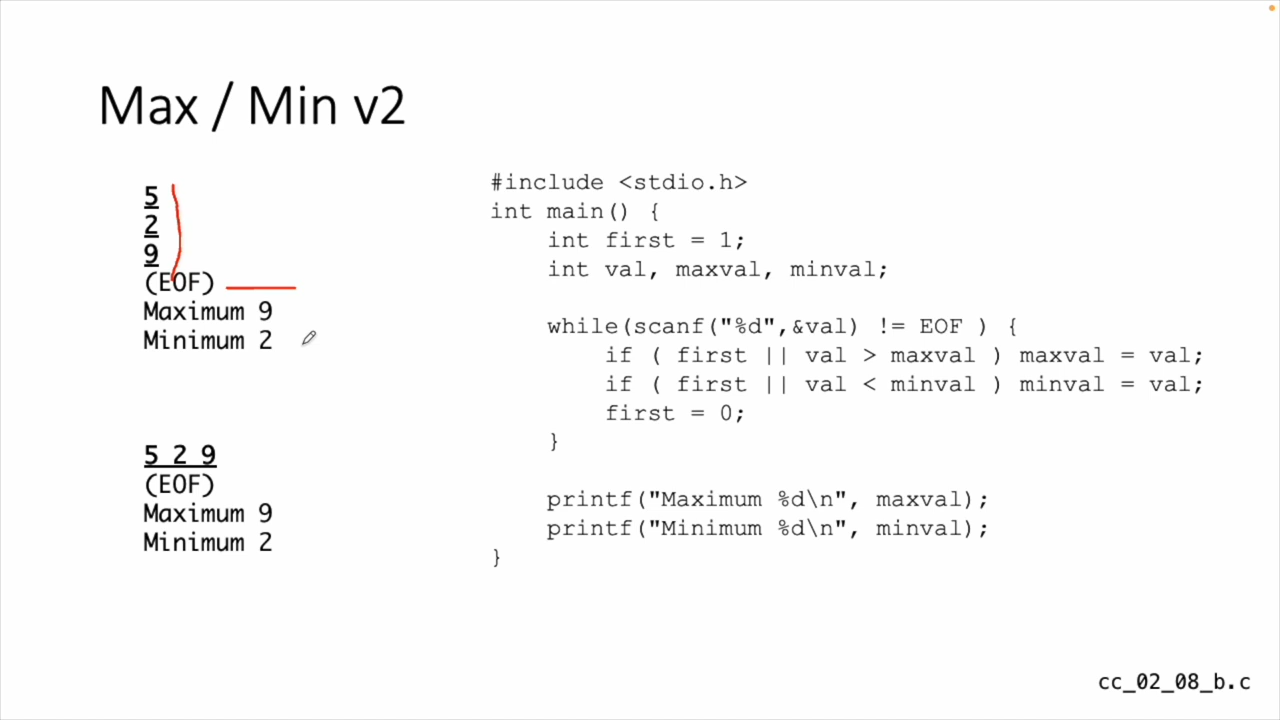 Max / Min v2
5
2
9
(EOF)
Maximum 9
Minimum 2
5 2 9
(EOF)
Maximum 9
Minimum 2
#include <stdio.h>
int main() {
    int first = 1;
    int val, maxval, minval;
    while(scanf("%d",&val) != EOF ) {
        if ( first || val > maxval ) maxval = val;
        if ( first || val < minval ) minval = val;
        first = 0;
    }
    printf("Maximum %d\n", maxval);
    printf("Minimum %d\n", minval);
}
cc_02_08_b.c